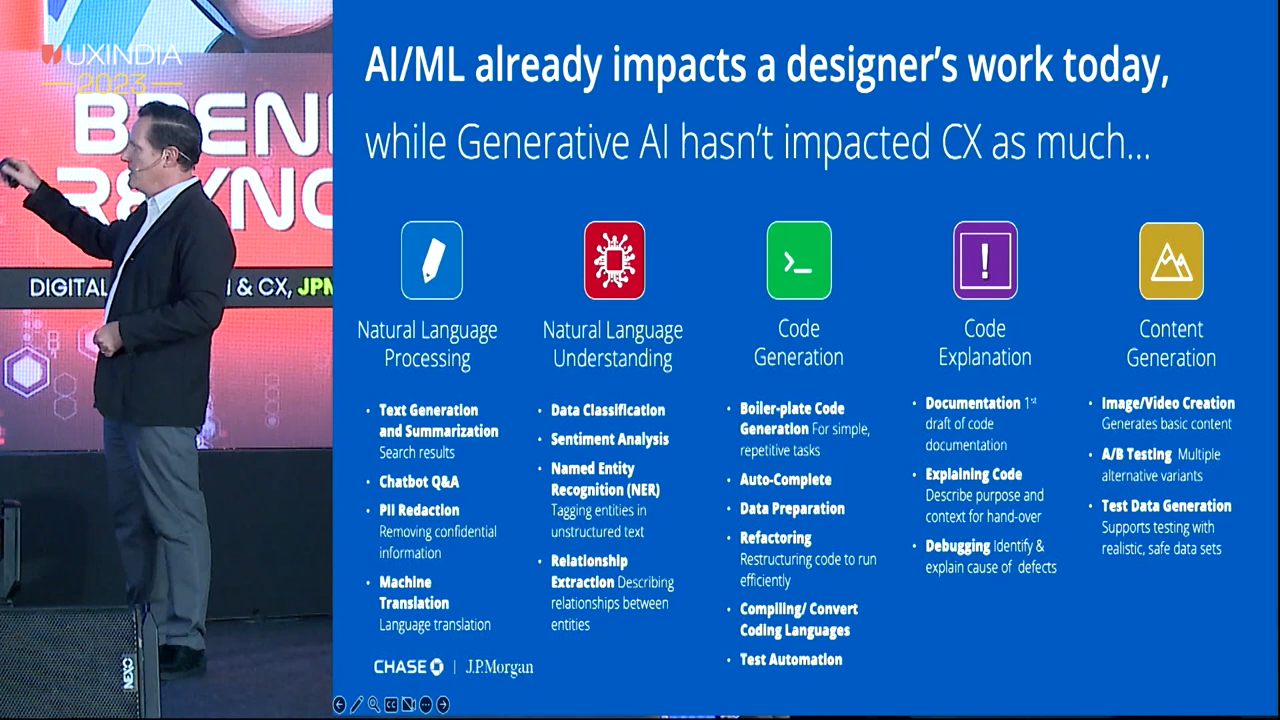 UXINDIA
2023
DIGITAL
& CX, JPM
NEXO
AI/ML already impacts a designer's work today,
while Generative AI hasn't impacted CX as much...
Natural Language
Processing
• Text Generation
and Summarization
Search results
• Chatbot Q&A
• PII Redaction
Removing confidential
information
• Machine
Translation
Language translation
Natural Language
Understanding
• Data Classification
• Sentiment Analysis
• Named Entity
Recognition (NER)
Tagging entities in
unstructured text
• Relationship
Extraction Describing
relationships between
entities
Code
Generation
• Boiler-plate Code
Generation For simple,
repetitive tasks
• Auto-Complete
• Data Preparation
• Refactoring
Restructuring code to run
efficiently
• Compiling/ Convert
Coding Languages
• Test Automation
Code
Explanation
• Documentation 1st
draft of code
documentation
• Explaining Code
Describe purpose and
context for hand-over
• Debugging Identify &
explain cause of defects
Content
Generation
• Image/Video Creation
Generates basic content
• A/B Testing Multiple
alternative variants
• Test Data Generation
Supports testing with
realistic, safe data sets
CHASE | J.P.Morgan
CC